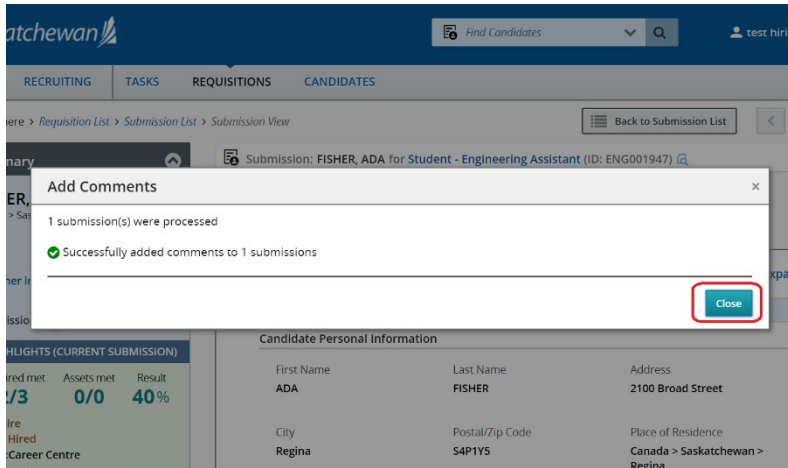 Find Candidates
test
RECRUITING TASKS REQUISITIONS CANDIDATES
> Requisition List > Submission List > Submission View
Back to Submission List
Submission: FISHER, ADA for Student - Engineering Assistant (ID: ENG001947)
Add Comments
1 submission(s) were processed
Successfully added comments to 1 submissions
Close
Candidate Personal Information
(CURRENT SUBMISSION)
First Name Last Name Address
ADA FISHER 2100 Broad Street
met Assets met Result
0/0 40%
City Postal/Zip Code Place of Residence
Hired
Career Centre
Regina S4P1Y5 Canada > Saskatchewan >
Regina